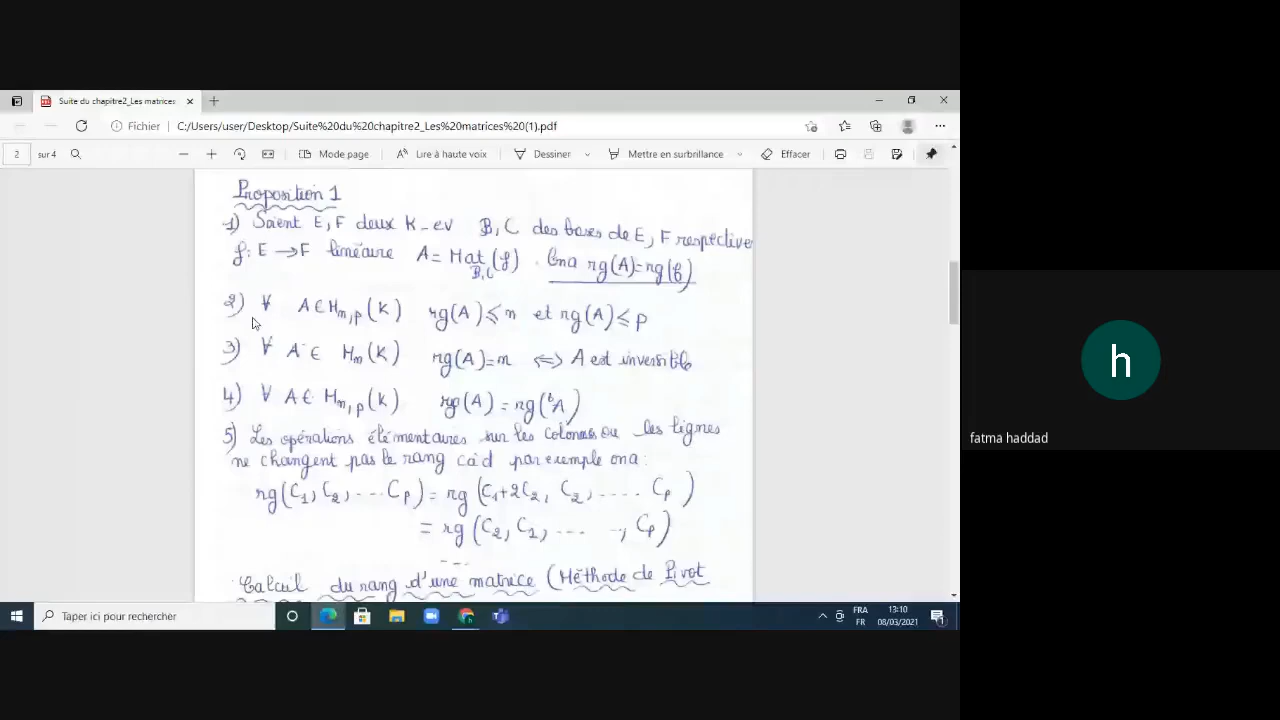 Suite du chapitre2_Les matrices
Fichier
C:/Users/user/Desktop/Suite%20du%20chapitre2_Les%20matrices%20(1).pdf
2 sur 4
Mode page
Lire à haute voix
Dessiner
Mettre en surbrillance
Effacer
Proposition 1
1) Soient E, F deux K-ev B, C des bases de E, F respective
f: E → F linéaire A = Mat B,C (f). On a rg(A) = rg(f)
2) ∀ A ∈ M n,p (K) rg(A) ≤ n et rg(A) ≤ p
3) ∀ A ∈ M n (K) rg(A) = n ⟺ A est inversible
4) ∀ A ∈ M n,p (K) rg(A) = rg(ᵗA)
5) Les opérations élémentaires sur les colonnes ou les lignes
ne changent pas le rang càd par exemple on a:
rg(C₁, C₂, .... Cp) = rg(C₁+2C₂, C₂, ..... Cp)
= rg(C₂, C₁, ... .., Cp)
---
Calcul du rang d'une matrice (Méthode de Pivot
h
fatma haddad
Taper ici pour rechercher
FRA
FR
13:10
08/03/2021
1